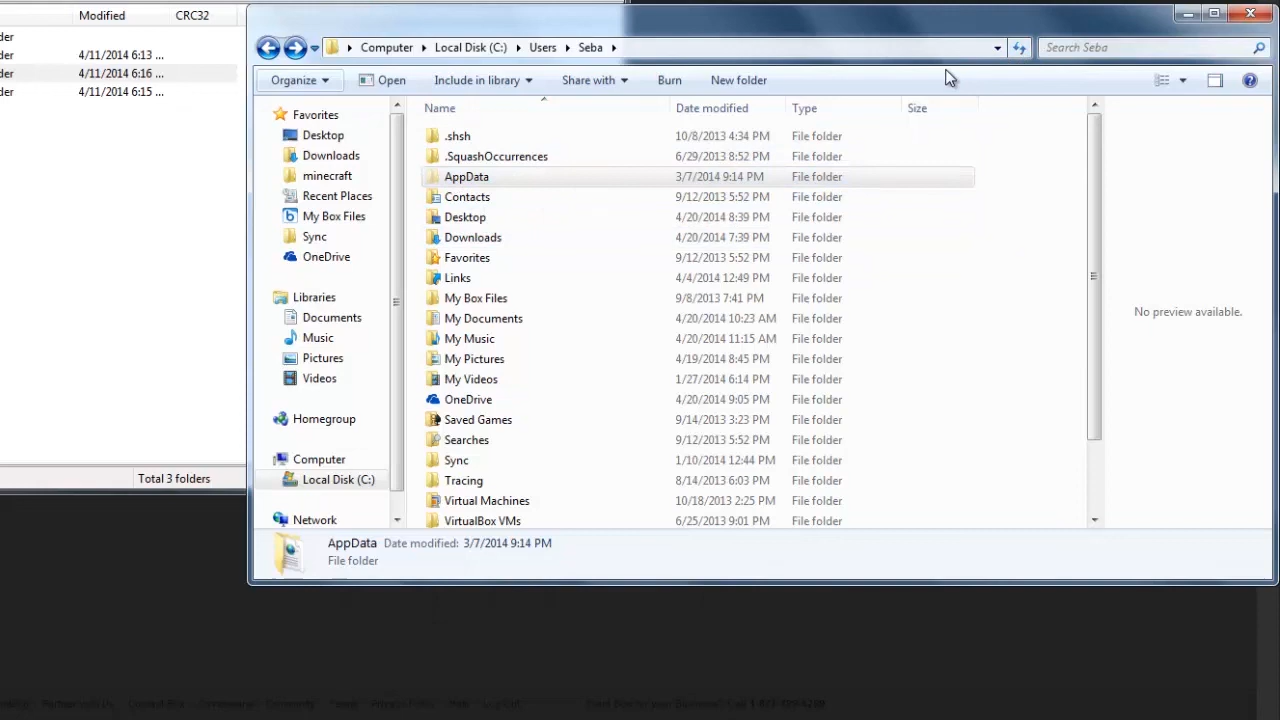 Modified CRC32
der
der 4/11/2014 6:13 ...
der 4/11/2014 6:16 ...
der 4/11/2014 6:15 ...
Total 3 folders
Computer Local Disk (C:) Users Seba
Search Seba
Organize Open Include in library Share with Burn New folder
Favorites
Desktop
Downloads
minecraft
Recent Places
My Box Files
Sync
OneDrive
Libraries
Documents
Music
Pictures
Videos
Homegroup
Computer
Local Disk (C:)
Network
Name Date modified Type Size
.shsh 10/8/2013 4:34 PM File folder
.SquashOccurrences 6/29/2013 8:52 PM File folder
AppData 3/7/2014 9:14 PM File folder
Contacts 9/12/2013 5:52 PM File folder
Desktop 4/20/2014 8:39 PM File folder
Downloads 4/20/2014 7:39 PM File folder
Favorites 9/12/2013 5:52 PM File folder
Links 4/4/2014 12:49 PM File folder
My Box Files 9/8/2013 7:41 PM File folder
My Documents 4/20/2014 10:23 AM File folder
My Music 4/20/2014 11:15 AM File folder
My Pictures 4/19/2014 8:45 PM File folder
My Videos 1/27/2014 6:14 PM File folder
OneDrive 4/20/2014 9:05 PM File folder
Saved Games 9/14/2013 3:23 PM File folder
Searches 9/12/2013 5:52 PM File folder
Sync 1/10/2014 12:44 PM File folder
Tracing 8/14/2013 6:03 PM File folder
Virtual Machines 10/18/2013 2:25 PM File folder
VirtualBox VMs 6/25/2013 9:01 PM File folder
No preview available.
AppData Date modified: 3/7/2014 9:14 PM
File folder